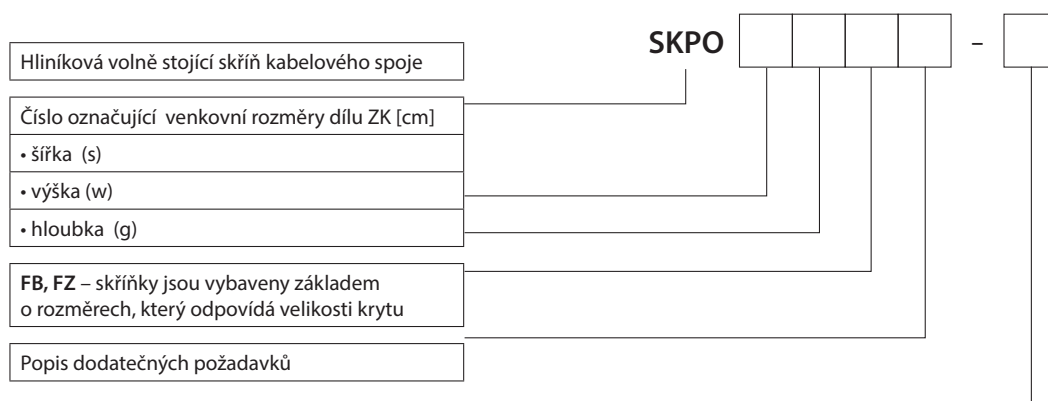 SKPO –
Hliníková volně stojící skříň kabelového spoje
Číslo označující venkovní rozměry dílu ZK [cm]
• šířka (s)
• výška (w)
• hloubka (g)
FB, FZ – skříňky jsou vybaveny základem
o rozměrech, který odpovídá velikosti krytu
Popis dodatečných požadavků